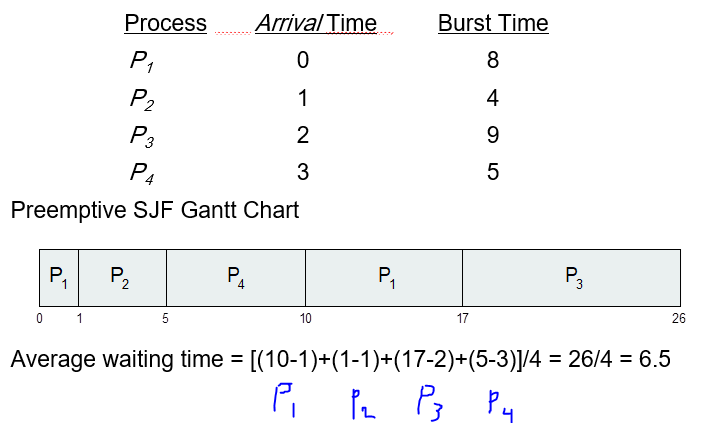 Process Arrival Time Burst Time
P1 0 8
P2 1 4
P3 2 9
P4 3 5
Preemptive SJF Gantt Chart
P1 P2 P4 P1 P3
0 1 5 10 17 26
Average waiting time = [(10-1)+(1-1)+(17-2)+(5-3)]/4 = 26/4 = 6.5
P1 P2 P3 P4